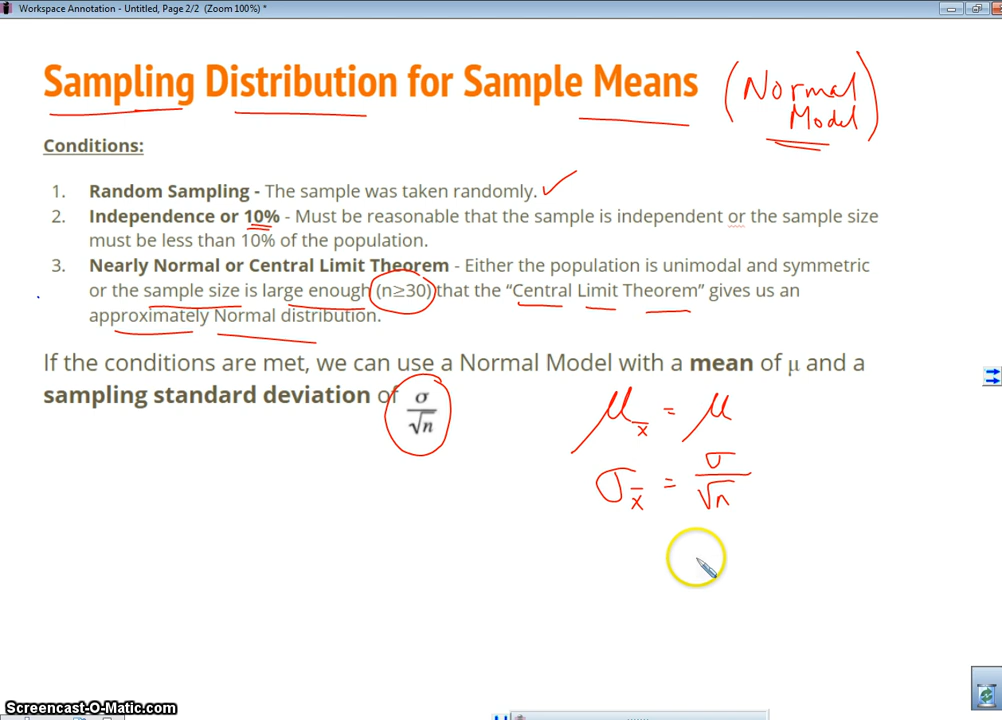 Workspace Annotation - Untitled, Page 2/2 (Zoom 100%) *
Sampling Distribution for Sample Means (Normal Model)
Conditions:
1. Random Sampling - The sample was taken randomly. ✓
2. Independence or 10% - Must be reasonable that the sample is independent or the sample size
must be less than 10% of the population.
3. Nearly Normal or Central Limit Theorem - Either the population is unimodal and symmetric
or the sample size is large enough (n≥30) that the “Central Limit Theorem” gives us an
approximately Normal distribution.
If the conditions are met, we can use a Normal Model with a mean of μ and a
sampling standard deviation of σ/√n
μx̄ = μ
σx̄ = σ/√n
Screencast-O-Matic.com